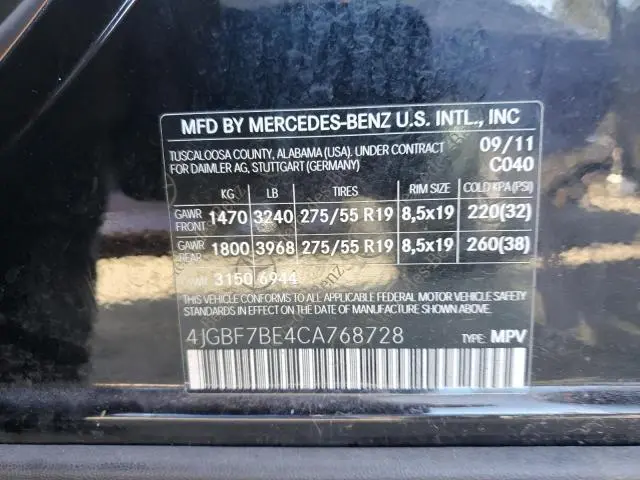 MFD BY MERCEDES-BENZ U.S. INTL., INC
TUSCALOOSA COUNTY, ALABAMA (USA). UNDER CONTRACT 09/11
FOR DAIMLER AG, STUTTGART (GERMANY) C040
KG LB TIRES RIM SIZE COLD KPA(PSI)
GAWR FRONT 1470 3240 275/55 R19 8,5x19 220(32)
GAWR REAR 1800 3968 275/55 R19 8,5x19 260(38)
GVWR 3150 6944
THIS VEHICLE CONFORMS TO ALL APPLICABLE FEDERAL MOTOR VEHICLE SAFETY
STANDARDS IN EFFECT ON THE DATE OF MANUFACTURE SHOWN ABOVE.
4JGBF7BE4CA768728 TYPE: MPV